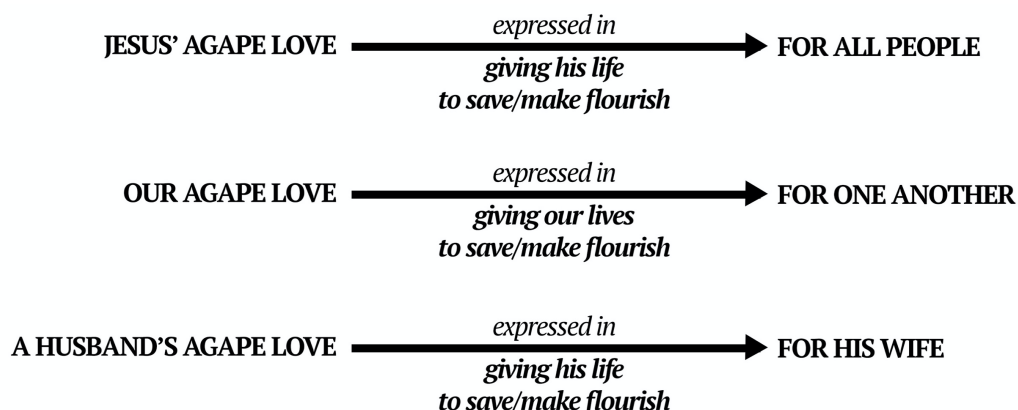 expressed in
JESUS’ AGAPE LOVE FOR ALL PEOPLE
giving his life
to save/make flourish
expressed in
OUR AGAPE LOVE FOR ONE ANOTHER
giving our lives
to save/make flourish
expressed in
A HUSBAND’S AGAPE LOVE FOR HIS WIFE
giving his life
to save/make flourish